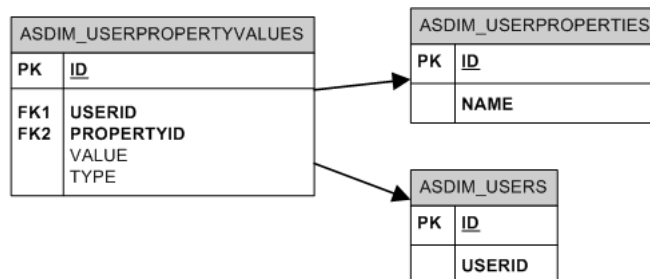 ASDIM_USERPROPERTYVALUES
PK ID
FK1 USERID
FK2 PROPERTYID
VALUE
TYPE
ASDIM_USERPROPERTIES
PK ID
NAME
ASDIM_USERS
PK ID
USERID